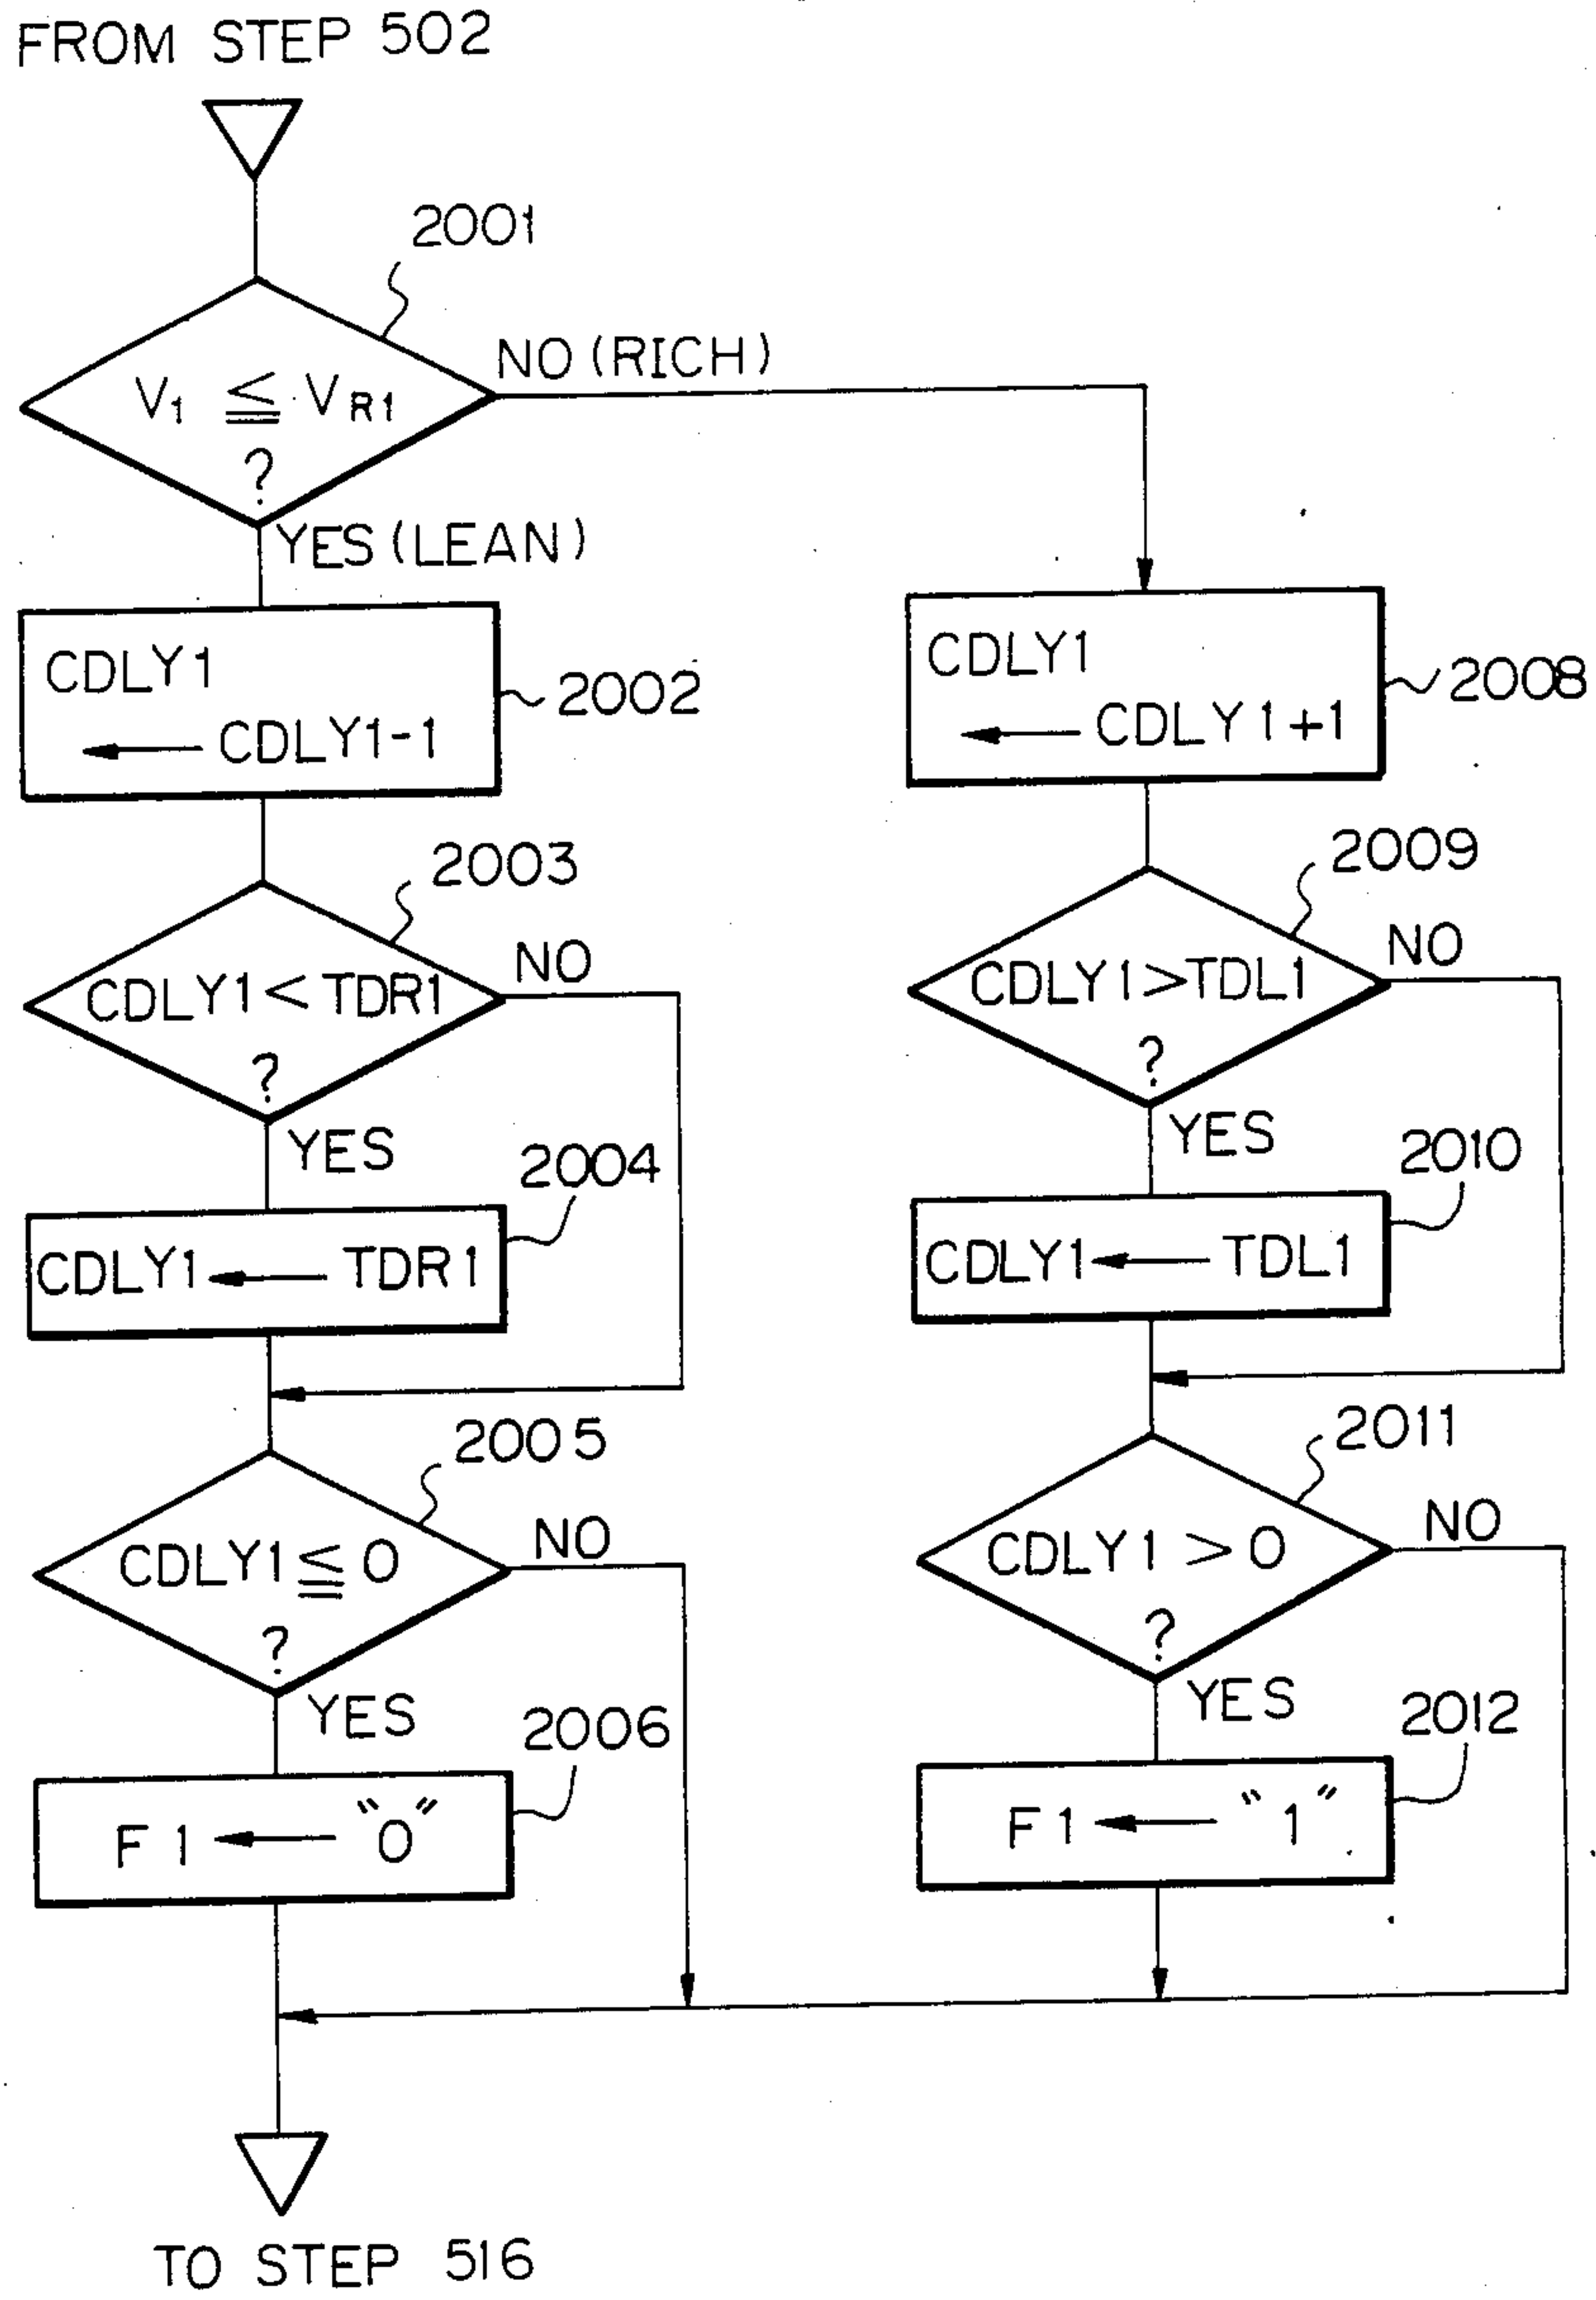 FROM STEP 502
2001
NO (RICH)
V1 ≦ VR1
?
YES (LEAN)
CDLY1
← CDLY1-1
2002
CDLY1
← CDLY1+1
2008
2003
NO
CDLY1 < TDR1
?
YES
2009
NO
CDLY1 > TDL1
?
YES
2004
CDLY1 ← TDR1
2010
CDLY1 ← TDL1
2005
NO
CDLY1 ≦ 0
?
YES
2011
NO
CDLY1 > 0
?
YES
2006
F1 ← "0"
2012
F1 ← "1"
TO STEP 516